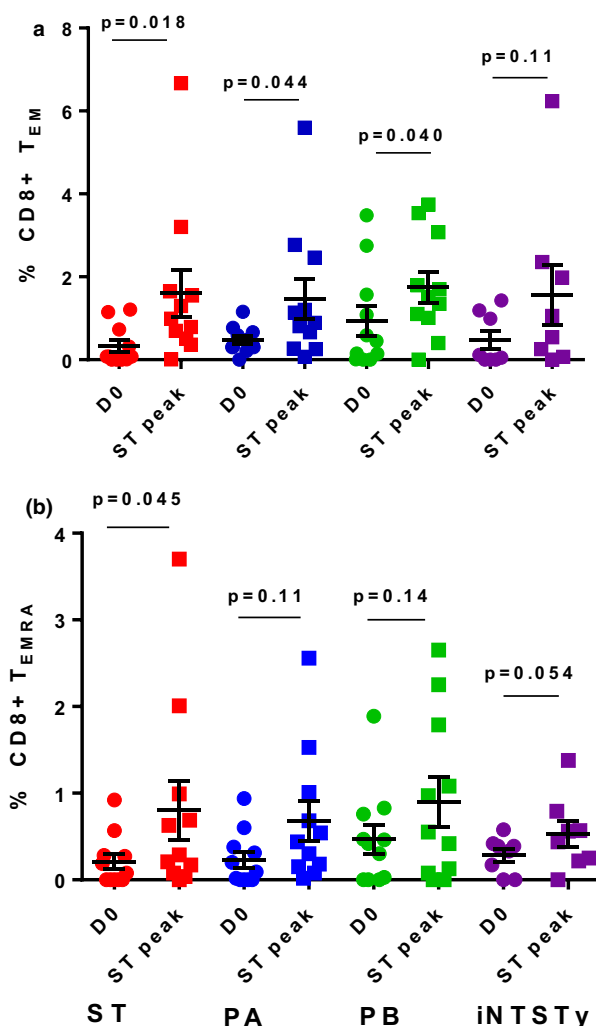 a
p=0.018
p=0.044
p=0.040
p=0.11
% CD8+ TEM
8
6
4
2
0
D0
ST peak
D0
ST peak
D0
ST peak
D0
ST peak
(b)
p=0.045
p=0.11
p=0.14
p=0.054
% CD8+ TEMRA
4
3
2
1
0
D0
ST peak
D0
ST peak
D0
ST peak
D0
ST peak
ST PA PB iNTSTy